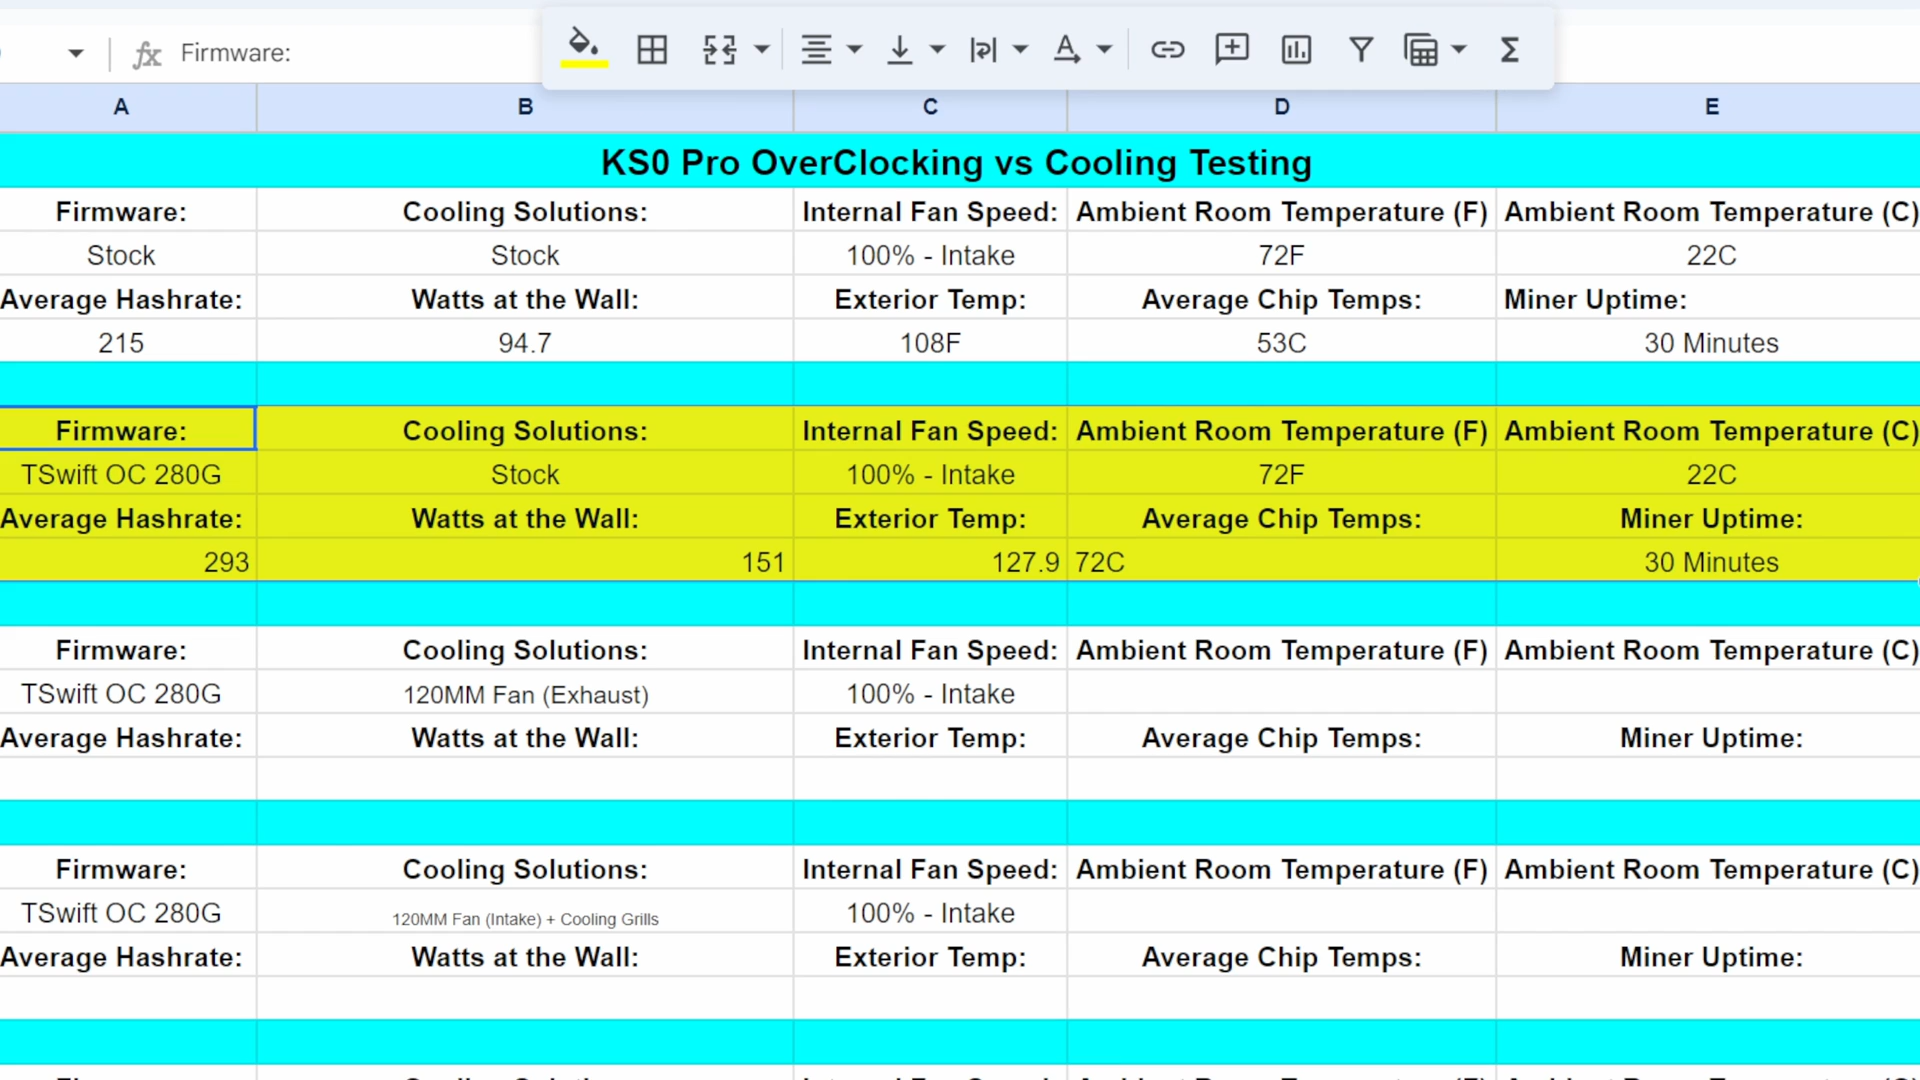 fx Firmware:
A B C D E
KS0 Pro OverClocking vs Cooling Testing
Firmware: Cooling Solutions: Internal Fan Speed: Ambient Room Temperature (F) Ambient Room Temperature (C)
Stock Stock 100% - Intake 72F 22C
Average Hashrate: Watts at the Wall: Exterior Temp: Average Chip Temps: Miner Uptime:
215 94.7 108F 53C 30 Minutes
Firmware: Cooling Solutions: Internal Fan Speed: Ambient Room Temperature (F) Ambient Room Temperature (C)
TSwift OC 280G Stock 100% - Intake 72F 22C
Average Hashrate: Watts at the Wall: Exterior Temp: Average Chip Temps: Miner Uptime:
293 151 127.9 72C 30 Minutes
Firmware: Cooling Solutions: Internal Fan Speed: Ambient Room Temperature (F) Ambient Room Temperature (C)
TSwift OC 280G 120MM Fan (Exhaust) 100% - Intake
Average Hashrate: Watts at the Wall: Exterior Temp: Average Chip Temps: Miner Uptime:
Firmware: Cooling Solutions: Internal Fan Speed: Ambient Room Temperature (F) Ambient Room Temperature (C)
TSwift OC 280G 120MM Fan (Intake) + Cooling Grills 100% - Intake
Average Hashrate: Watts at the Wall: Exterior Temp: Average Chip Temps: Miner Uptime: